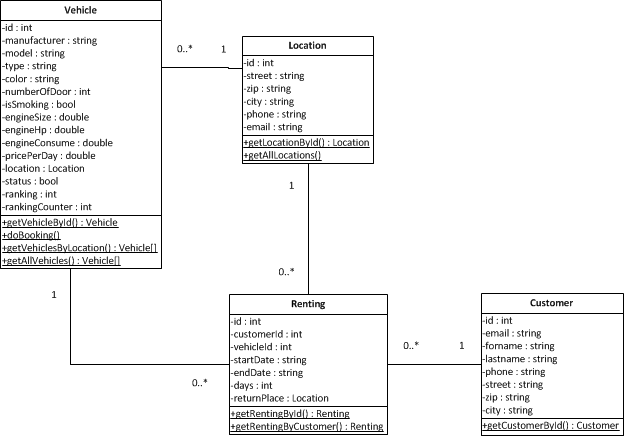 Vehicle
-id : int
-manufacturer : string
-model : string
-type : string
-color : string
-numberOfDoor : int
-isSmoking : bool
-engineSize : double
-engineHp : double
-engineConsume : double
-pricePerDay : double
-location : Location
-status : bool
-ranking : int
-rankingCounter : int
+getVehicleById() : Vehicle
+doBooking()
+getVehiclesByLocation() : Vehicle[]
+getAllVehicles() : Vehicle[]
0..*
1
Location
-id : int
-street : string
-zip : string
-city : string
-phone : string
-email : string
+getLocationById() : Location
+getAllLocations()
1
0..*
1
0..*
Renting
-id : int
-customerId : int
-vehicleId : int
-startDate : string
-endDate : string
-days : int
-returnPlace : Location
+getRentingById() : Renting
+getRentingByCustomer() : Renting
0..*
1
Customer
-id : int
-email : string
-forname : string
-lastname : string
-phone : string
-street : string
-zip : string
-city : string
+getCustomerById() : Customer